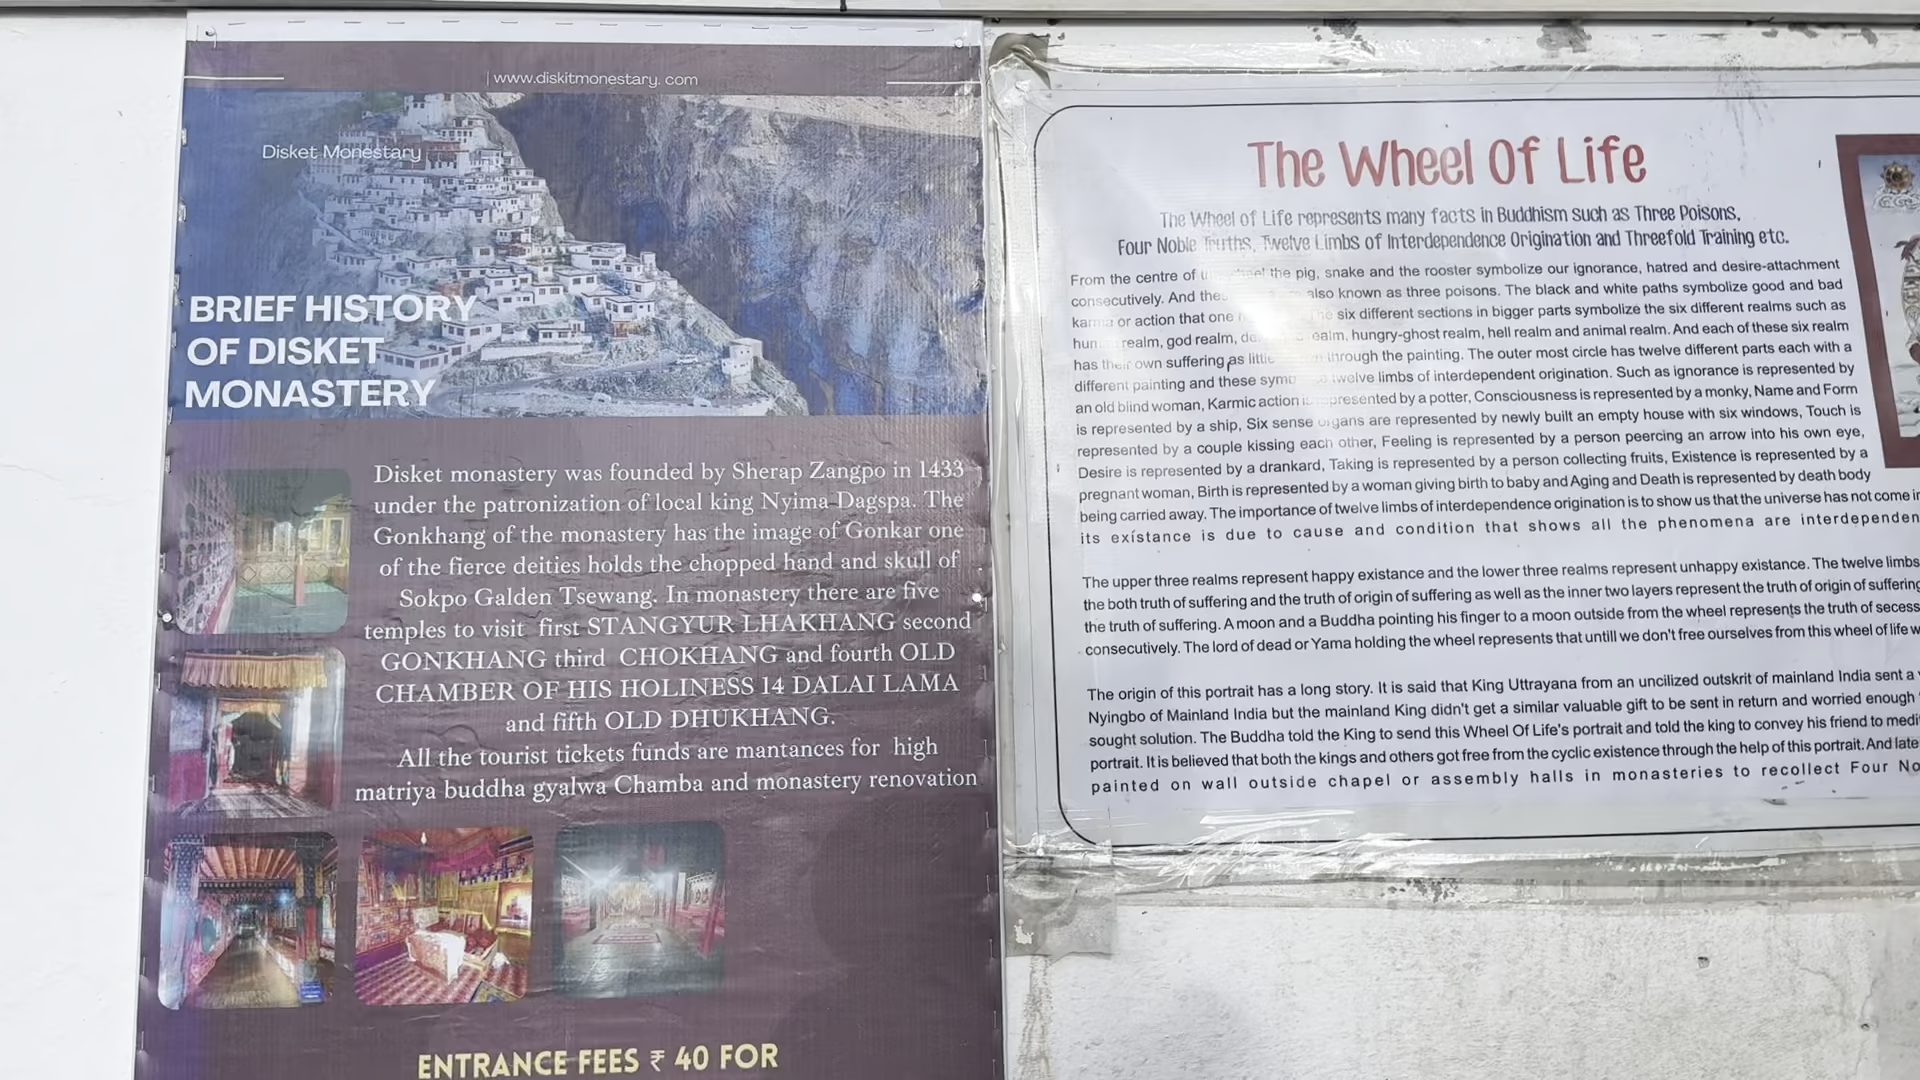 | www.diskitmonestary. com
Disket Monestary
BRIEF HISTORY
OF DISKET
MONASTERY
Disket monastery was founded by Sherap Zangpo in 1433
under the patronization of local king Nyima Dagspa. The
Gonkhang of the monastery has the image of Gonkar one
of the fierce deities holds the chopped hand and skull of
Sokpo Galden Tsewang. In monastery there are five
temples to visit first STANGYUR LHAKHANG second
GONKHANG third CHOKHANG and fourth OLD
CHAMBER OF HIS HOLINESS 14 DALAI LAMA
and fifth OLD DHUKHANG.
All the tourist tickets funds are mantances for high
matriya buddha gyalwa Chamba and monastery renovation
ENTRANCE FEES ₹ 40 FOR
The Wheel Of Life
The Wheel of Life represents many facts in Buddhism such as Three Poisons,
Four Noble Truths, Twelve Limbs of Interdependence Origination and Threefold Training etc.
From the centre of the pig, snake and the rooster symbolize our ignorance, hatred and desire-attachment
consecutively. And also known as three poisons. The black and white paths symbolize good and bad
karma or action that one six different sections in bigger parts symbolize the six different realms such as
realm, god realm, realm, hungry-ghost realm, hell realm and animal realm. And each of these six realm
has their own suffering as through the painting. The outer most circle has twelve different parts each with a
different painting and these twelve limbs of interdependent origination. Such as ignorance is represented by
an old blind woman, Karmic action is represented by a potter, Consciousness is represented by a monky, Name and Form
is represented by a ship, Six sense organs are represented by newly built an empty house with six windows, Touch is
represented by a couple kissing each other, Feeling is represented by a person peercing an arrow into his own eye,
Desire is represented by a drankard, Taking is represented by a person collecting fruits, Existence is represented by a
pregnant woman, Birth is represented by a woman giving birth to baby and Aging and Death is represented by death body
being carried away. The importance of twelve limbs of interdependence origination is to show us that the universe has not come
its existance is due to cause and condition that shows all the phenomena are interdependen
The upper three realms represent happy existance and the lower three realms represent unhappy existance. The twelve limbs
the both truth of suffering and the truth of origin of suffering as well as the inner two layers represent the truth of origin of suffering
the truth of suffering. A moon and a Buddha pointing his finger to a moon outside from the wheel represents the truth of secess
consecutively. The lord of dead or Yama holding the wheel represents that untill we don't free ourselves from this wheel of life w
The origin of this portrait has a long story. It is said that King Uttrayana from an uncilized outskrit of mainland India sent a
Nyingbo of Mainland India but the mainland King didn't get a similar valuable gift to be sent in return and worried enough
sought solution. The Buddha told the King to send this Wheel Of Life's portrait and told the king to convey his friend to medi
portrait. It is believed that both the kings and others got free from the cyclic existence through the help of this portrait. And late
painted on wall outside chapel or assembly halls in monasteries to recollect Four No